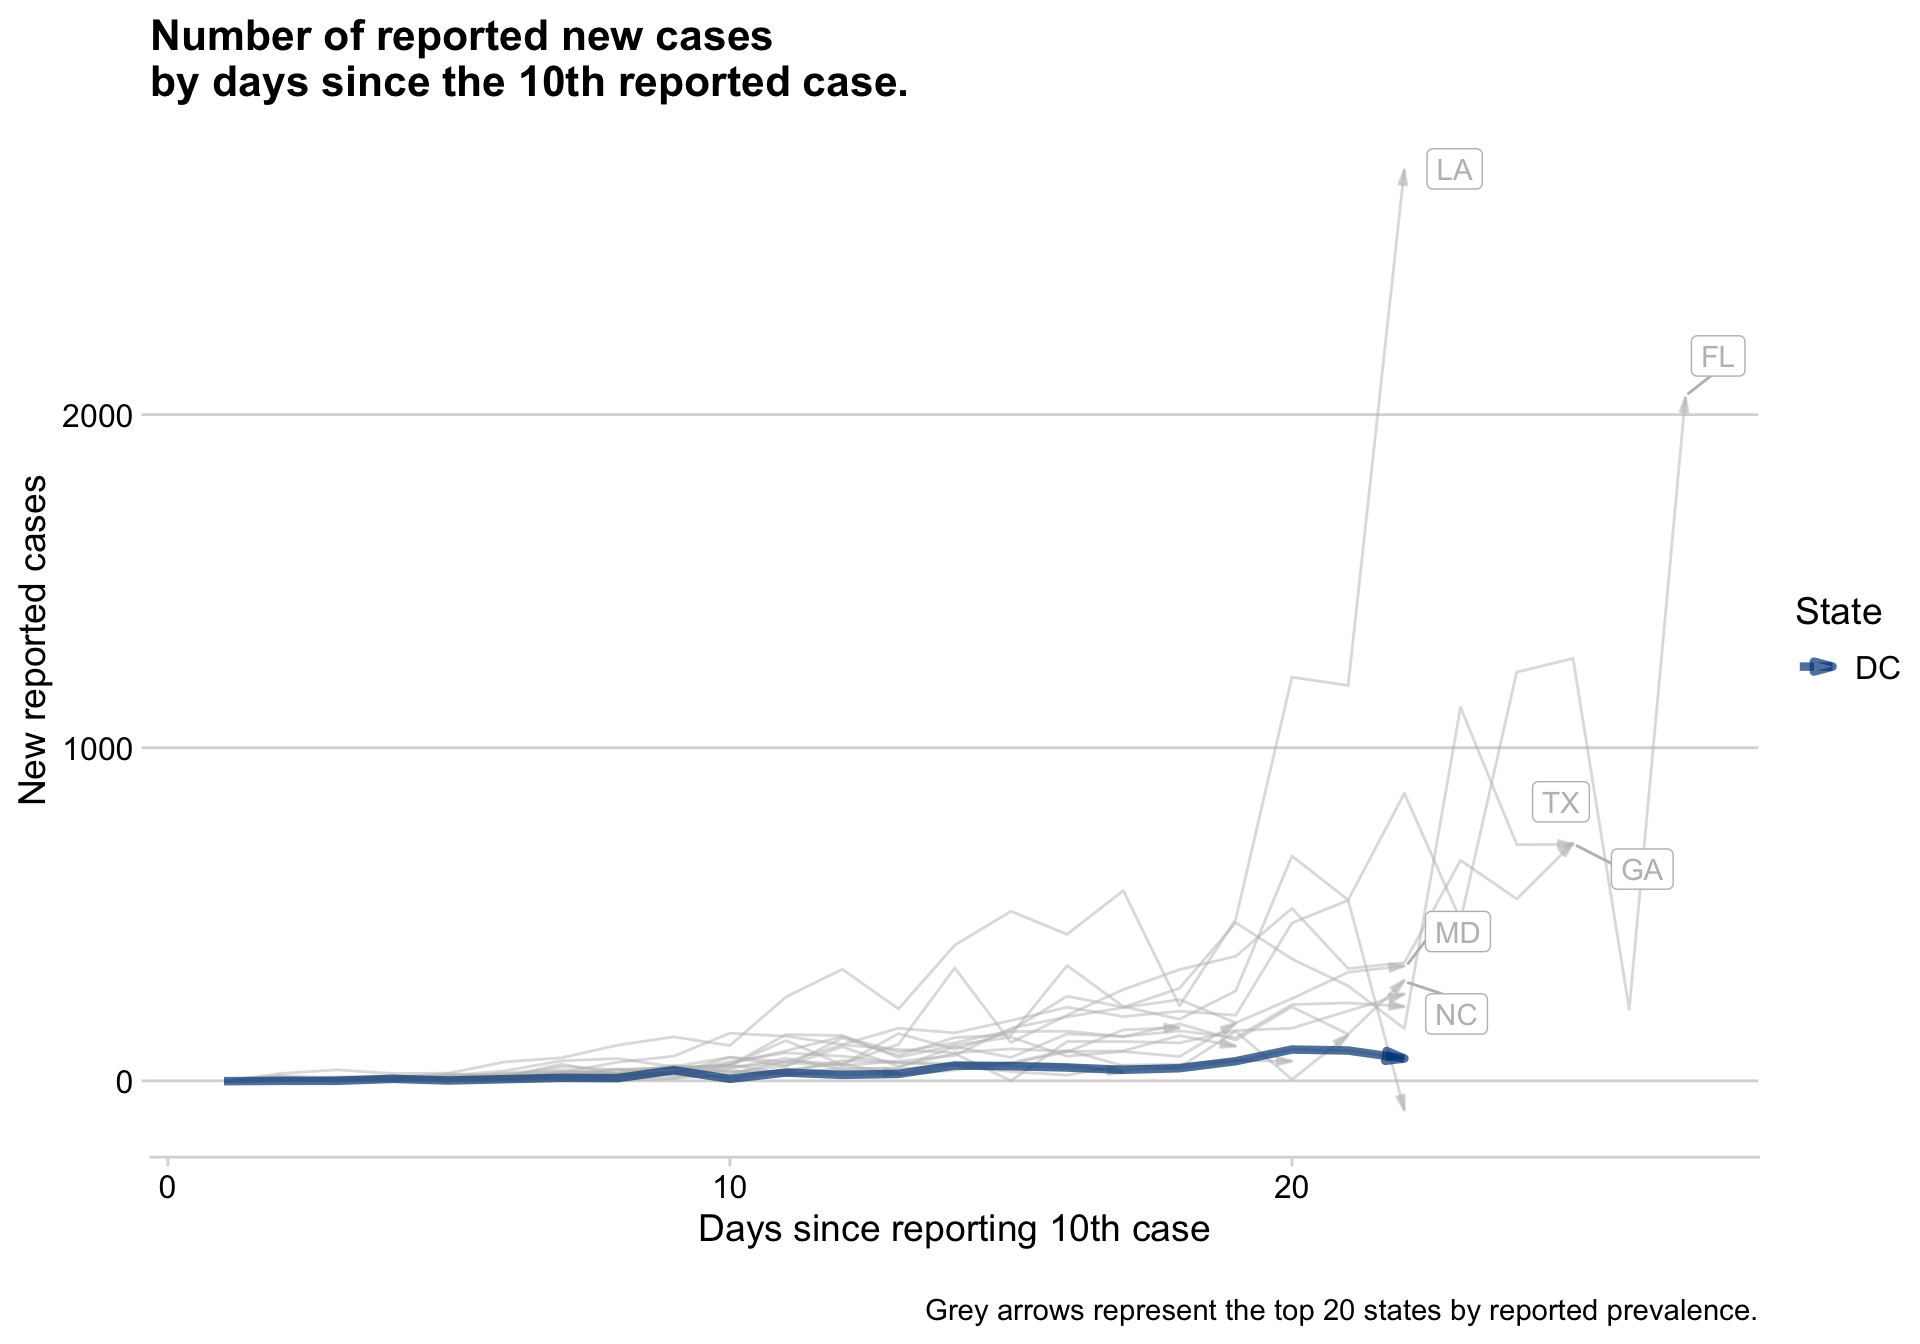 Number of reported new cases
by days since the 10th reported case.
LA
FL
2000
New reported cases
State
DC
1000
TX
GA
MD
NC
0
0
10
20
Days since reporting 10th case
Grey arrows represent the top 20 states by reported prevalence.